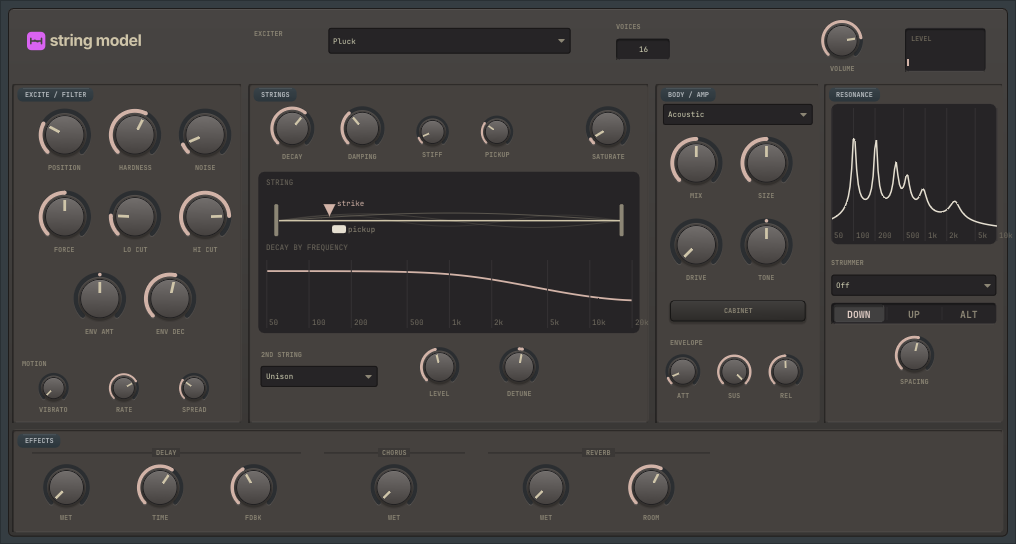 string model
EXCITER
Pluck
VOICES
16
VOLUME
LEVEL
EXCITE / FILTER
POSITION
HARDNESS
NOISE
FORCE
LO CUT
HI CUT
ENV AMT
ENV DEC
MOTION
VIBRATO
RATE
SPREAD
STRINGS
DECAY
DAMPING
STIFF
PICKUP
SATURATE
STRING
strike
pickup
DECAY BY FREQUENCY
50 100 200 500 1k 2k 5k 10k 20k
2ND STRING
Unison
LEVEL
DETUNE
BODY / AMP
Acoustic
MIX
SIZE
DRIVE
TONE
CABINET
ENVELOPE
ATT
SUS
REL
RESONANCE
50 100 200 500 1k 2k 5k 10k
STRUMMER
Off
DOWN UP ALT
SPACING
EFFECTS
DELAY
WET
TIME
FDBK
CHORUS
WET
REVERB
WET
ROOM